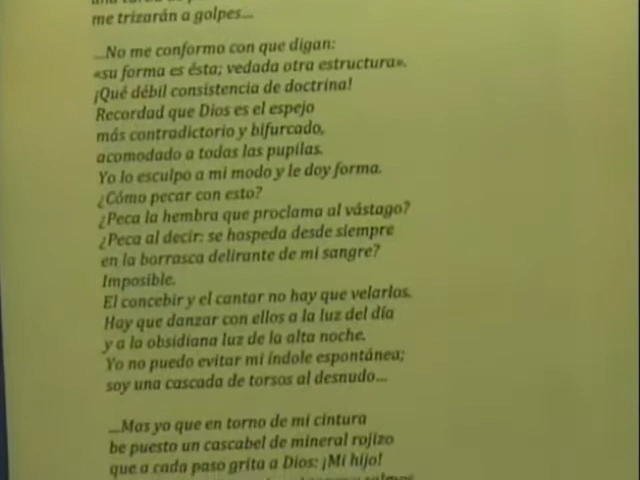 me trizarán a golpes...
...No me conformo con que digan:
«su forma es ésta; vedada otra estructura».
¡Qué débil consistencia de doctrina!
Recordad que Dios es el espejo
más contradictorio y bifurcado,
acomodado a todas las pupilas.
Yo lo esculpo a mi modo y le doy forma.
¿Cómo pecar con esto?
¿Peca la hembra que proclama al vástago?
¿Peca al decir: se hospeda desde siempre
en la borrasca delirante de mi sangre?
Imposible.
El concebir y el cantar no hay que velarlos.
Hay que danzar con ellos a la luz del día
y a la obsidiana luz de la alta noche.
Yo no puedo evitar mi índole espontánea;
soy una cascada de torsos al desnudo...
...Mas yo que en torno de mi cintura
he puesto un cascabel de mineral rojizo
que a cada paso grita a Dios: ¡Mi hijo!